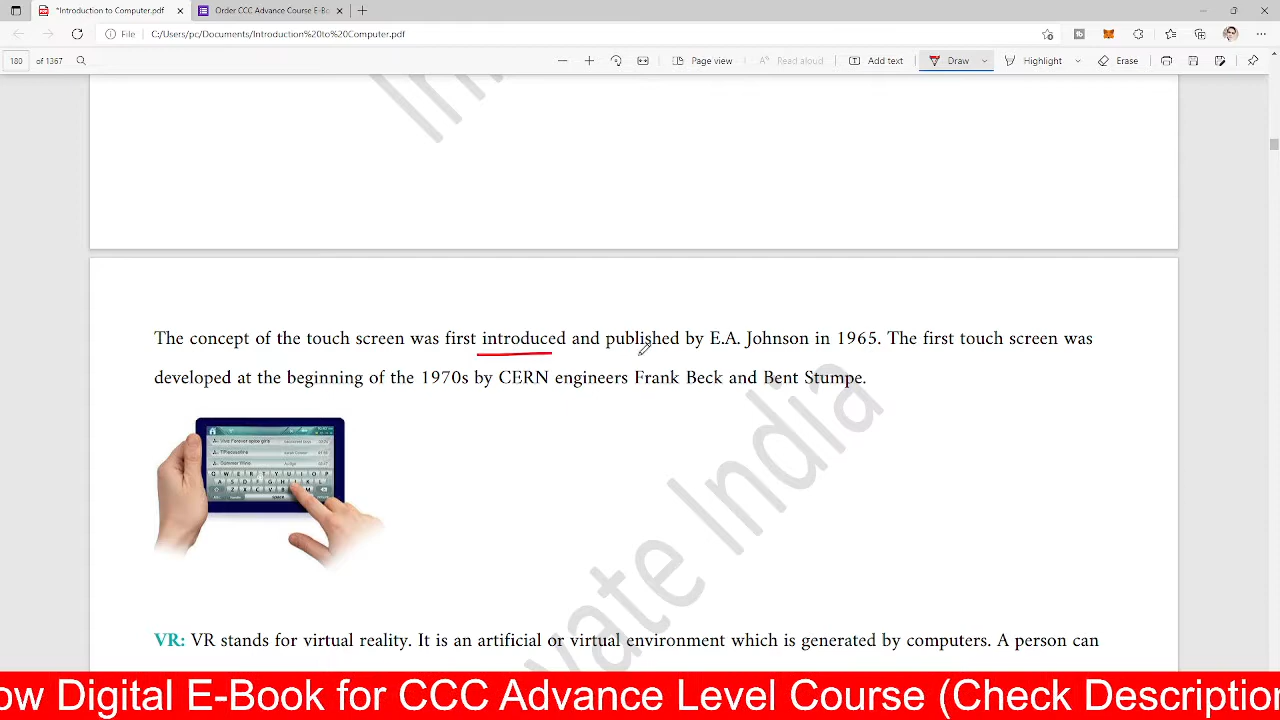 *Introduction to Computer.pdf
Order CCC Advance Course E-Bo
File
C:/Users/pc/Documents/Introduction%20to%20Computer.pdf
180 of 1367
Page view
Read aloud
Add text
Draw
Highlight
Erase
The concept of the touch screen was first introduced and published by E.A. Johnson in 1965. The first touch screen was
developed at the beginning of the 1970s by CERN engineers Frank Beck and Bent Stumpe.
India
VR: VR stands for virtual reality. It is an artificial or virtual environment which is generated by computers. A person can
ow Digital E-Book for CCC Advance Level Course (Check Description